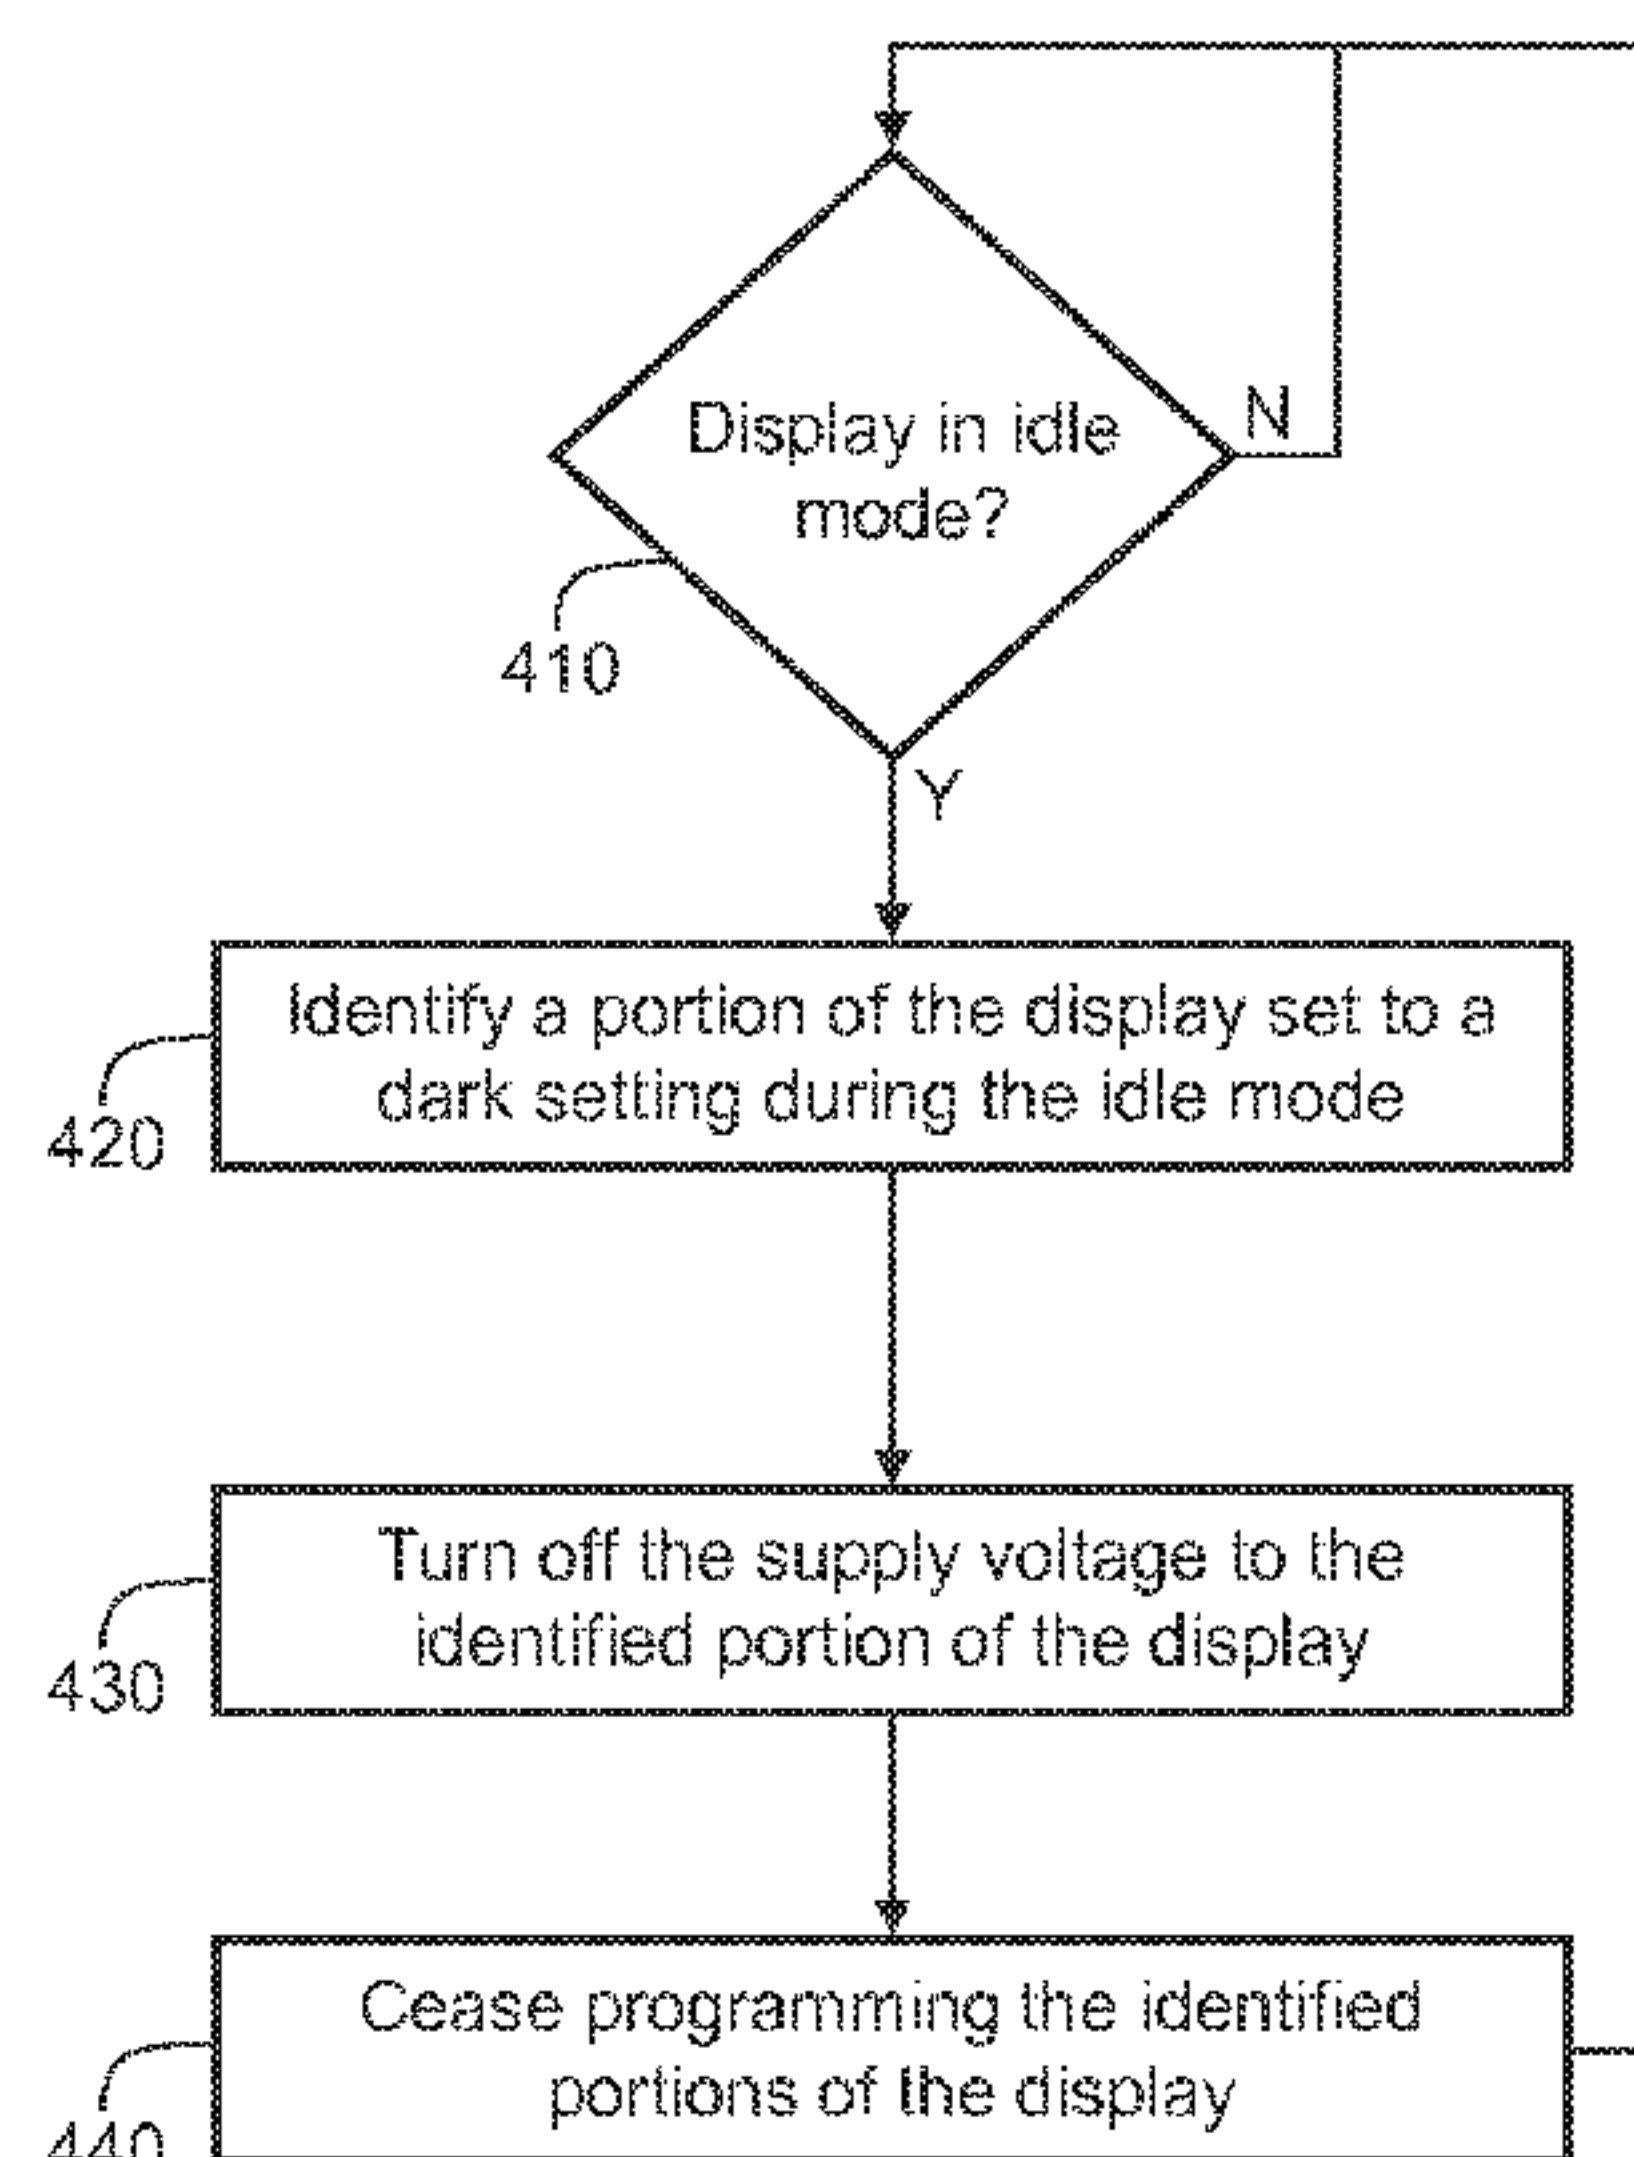 Display in idle
mode?
N
410
Y
Identify a portion of the display set to a
dark setting during the idle mode
420
Turn off the supply voltage to the
identified portion of the display
430
Cease programming the identified
portions of the display
440